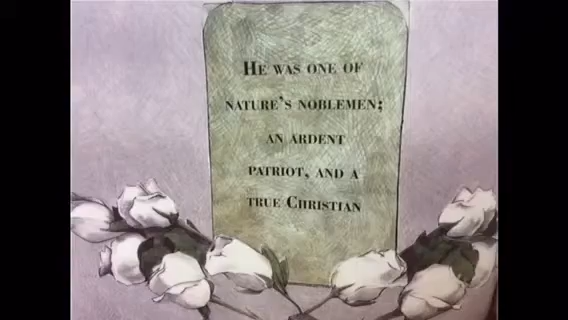 He was one of
nature's noblemen;
an ardent
patriot, and a
true Christian